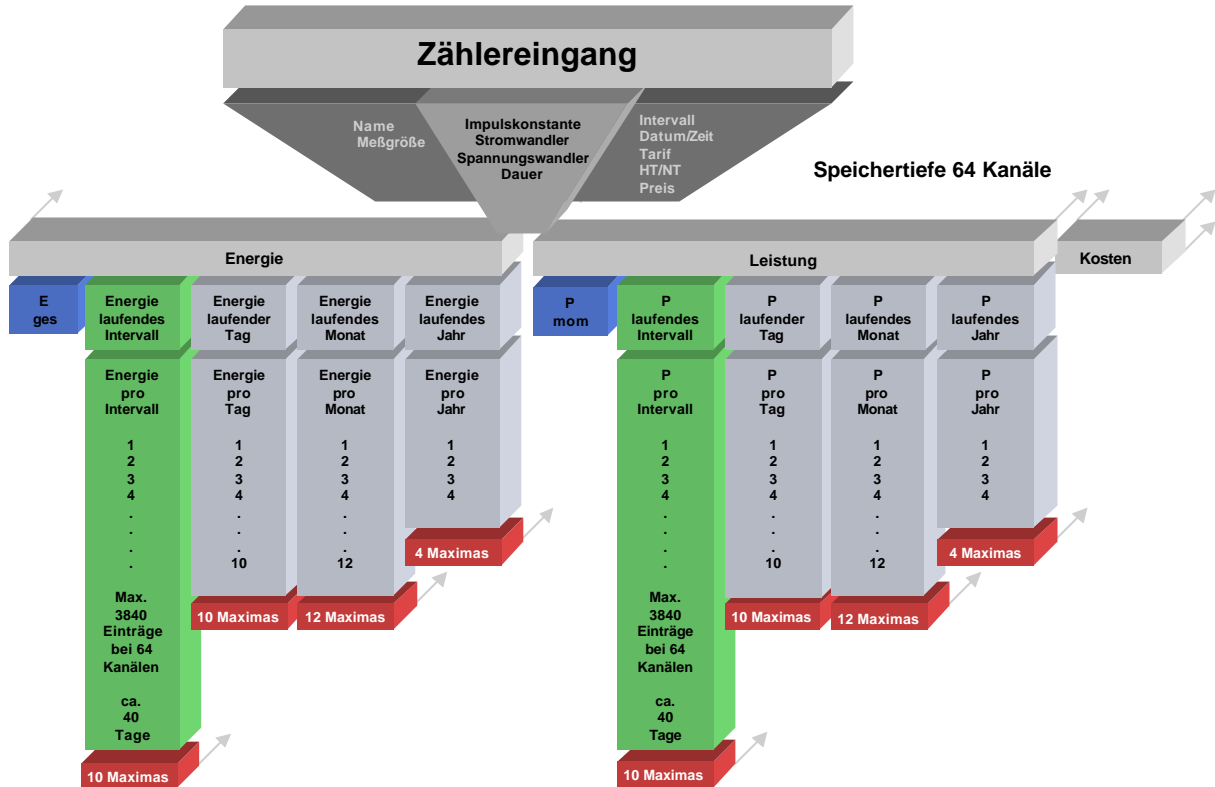 Zählereingang
Name
Meßgröße
Impulskonstante
Stromwandler
Spannungswandler
Dauer
Intervall
Datum/Zeit
Tarif
HT/NT
Preis
Speichertiefe 64 Kanäle
Energie
Leistung
Kosten
E
ges
Energie
laufendes
Intervall
Energie
laufender
Tag
Energie
laufendes
Monat
Energie
laufendes
Jahr
Energie
pro
Intervall
1
2
3
4
.
.
.
.
Max.
3840
Einträge
bei 64
Kanälen
ca.
40
Tage
10 Maximas
Energie
pro
Tag
1
2
3
4
.
.
10
10 Maximas
Energie
pro
Monat
1
2
3
4
.
.
12
12 Maximas
Energie
pro
Jahr
1
2
3
4
4 Maximas
P
mom
P
laufendes
Intervall
P
laufender
Tag
P
laufendes
Monat
P
laufendes
Jahr
P
pro
Intervall
1
2
3
4
.
.
.
.
Max.
3840
Einträge
bei 64
Kanälen
ca.
40
Tage
10 Maximas
P
pro
Tag
1
2
3
4
.
.
10
10 Maximas
P
pro
Monat
1
2
3
4
.
.
12
12 Maximas
P
pro
Jahr
1
2
3
4
4 Maximas